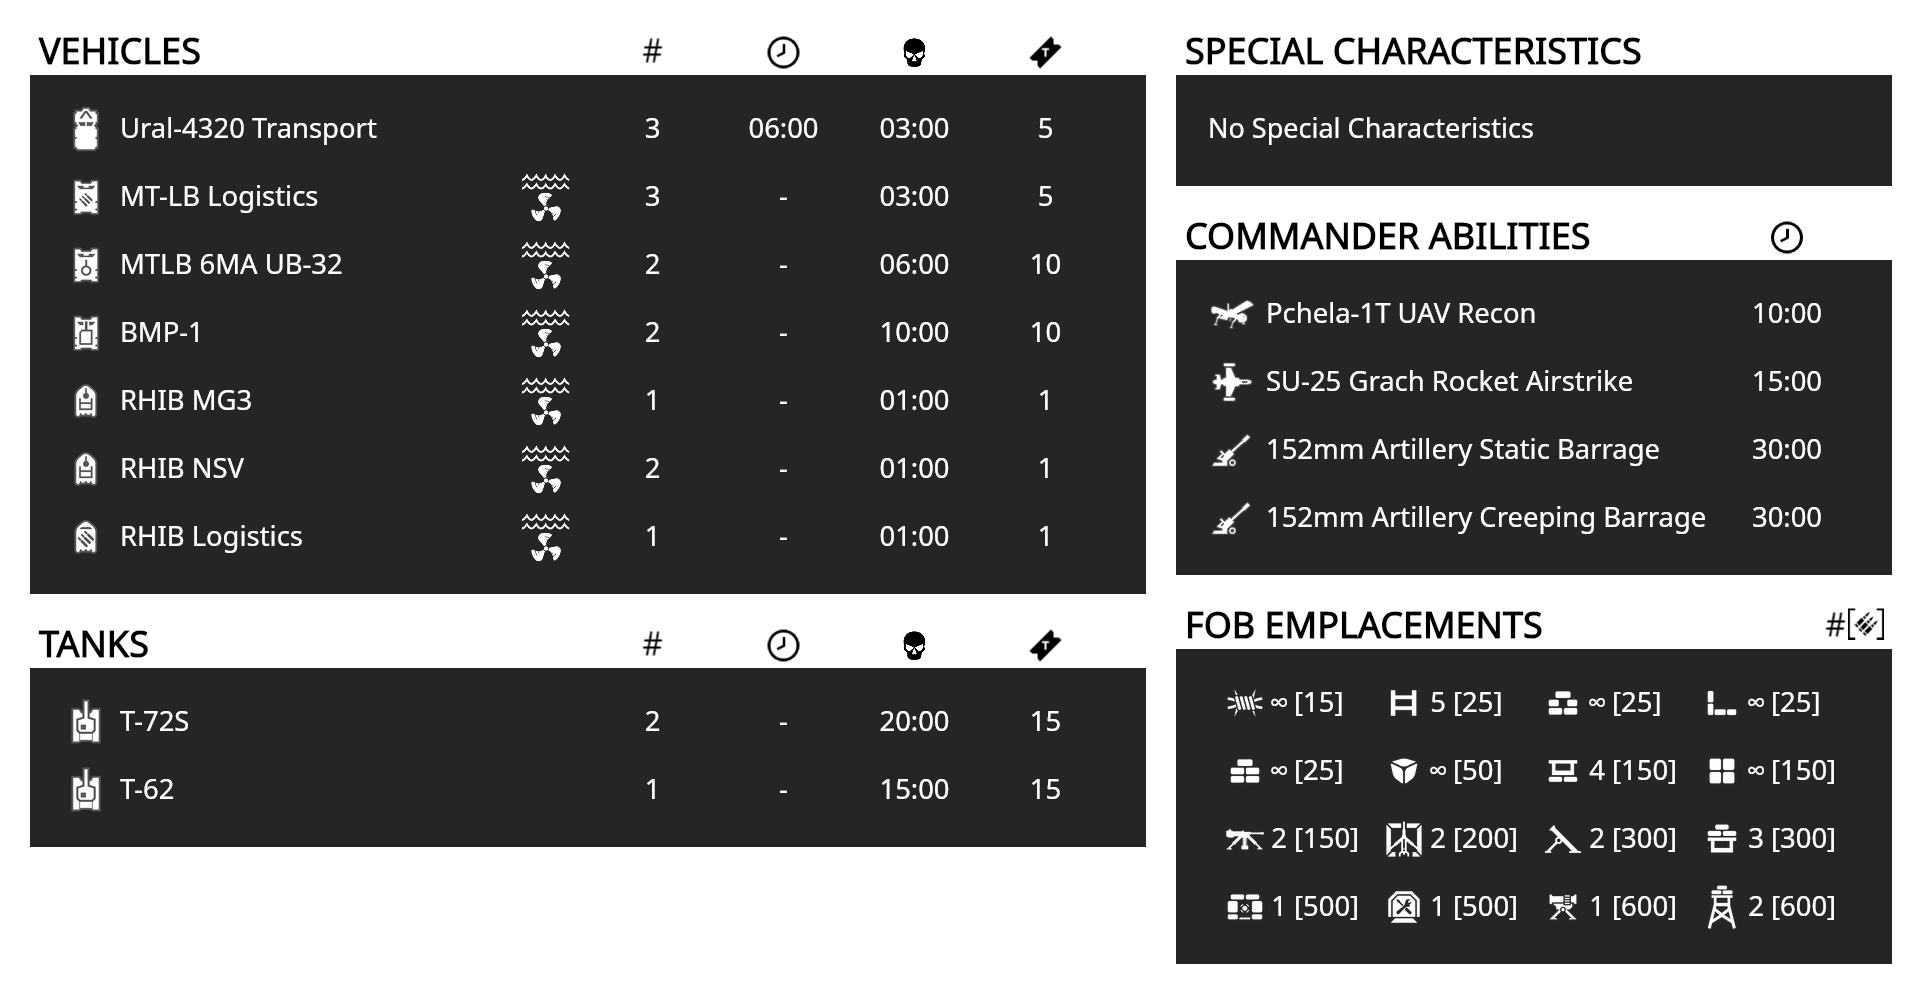 VEHICLES #
Ural-4320 Transport 3 06:00 03:00 5
MT-LB Logistics 3 - 03:00 5
MTLB 6MA UB-32 2 - 06:00 10
BMP-1 2 - 10:00 10
RHIB MG3 1 - 01:00 1
RHIB NSV 2 - 01:00 1
RHIB Logistics 1 - 01:00 1
TANKS #
T-72S 2 - 20:00 15
T-62 1 - 15:00 15
SPECIAL CHARACTERISTICS
No Special Characteristics
COMMANDER ABILITIES
Pchela-1T UAV Recon 10:00
SU-25 Grach Rocket Airstrike 15:00
152mm Artillery Static Barrage 30:00
152mm Artillery Creeping Barrage 30:00
FOB EMPLACEMENTS #[]
∞ [15] 5 [25] ∞ [25] ∞ [25]
∞ [25] ∞ [50] 4 [150] ∞ [150]
2 [150] 2 [200] 2 [300] 3 [300]
1 [500] 1 [500] 1 [600] 2 [600]